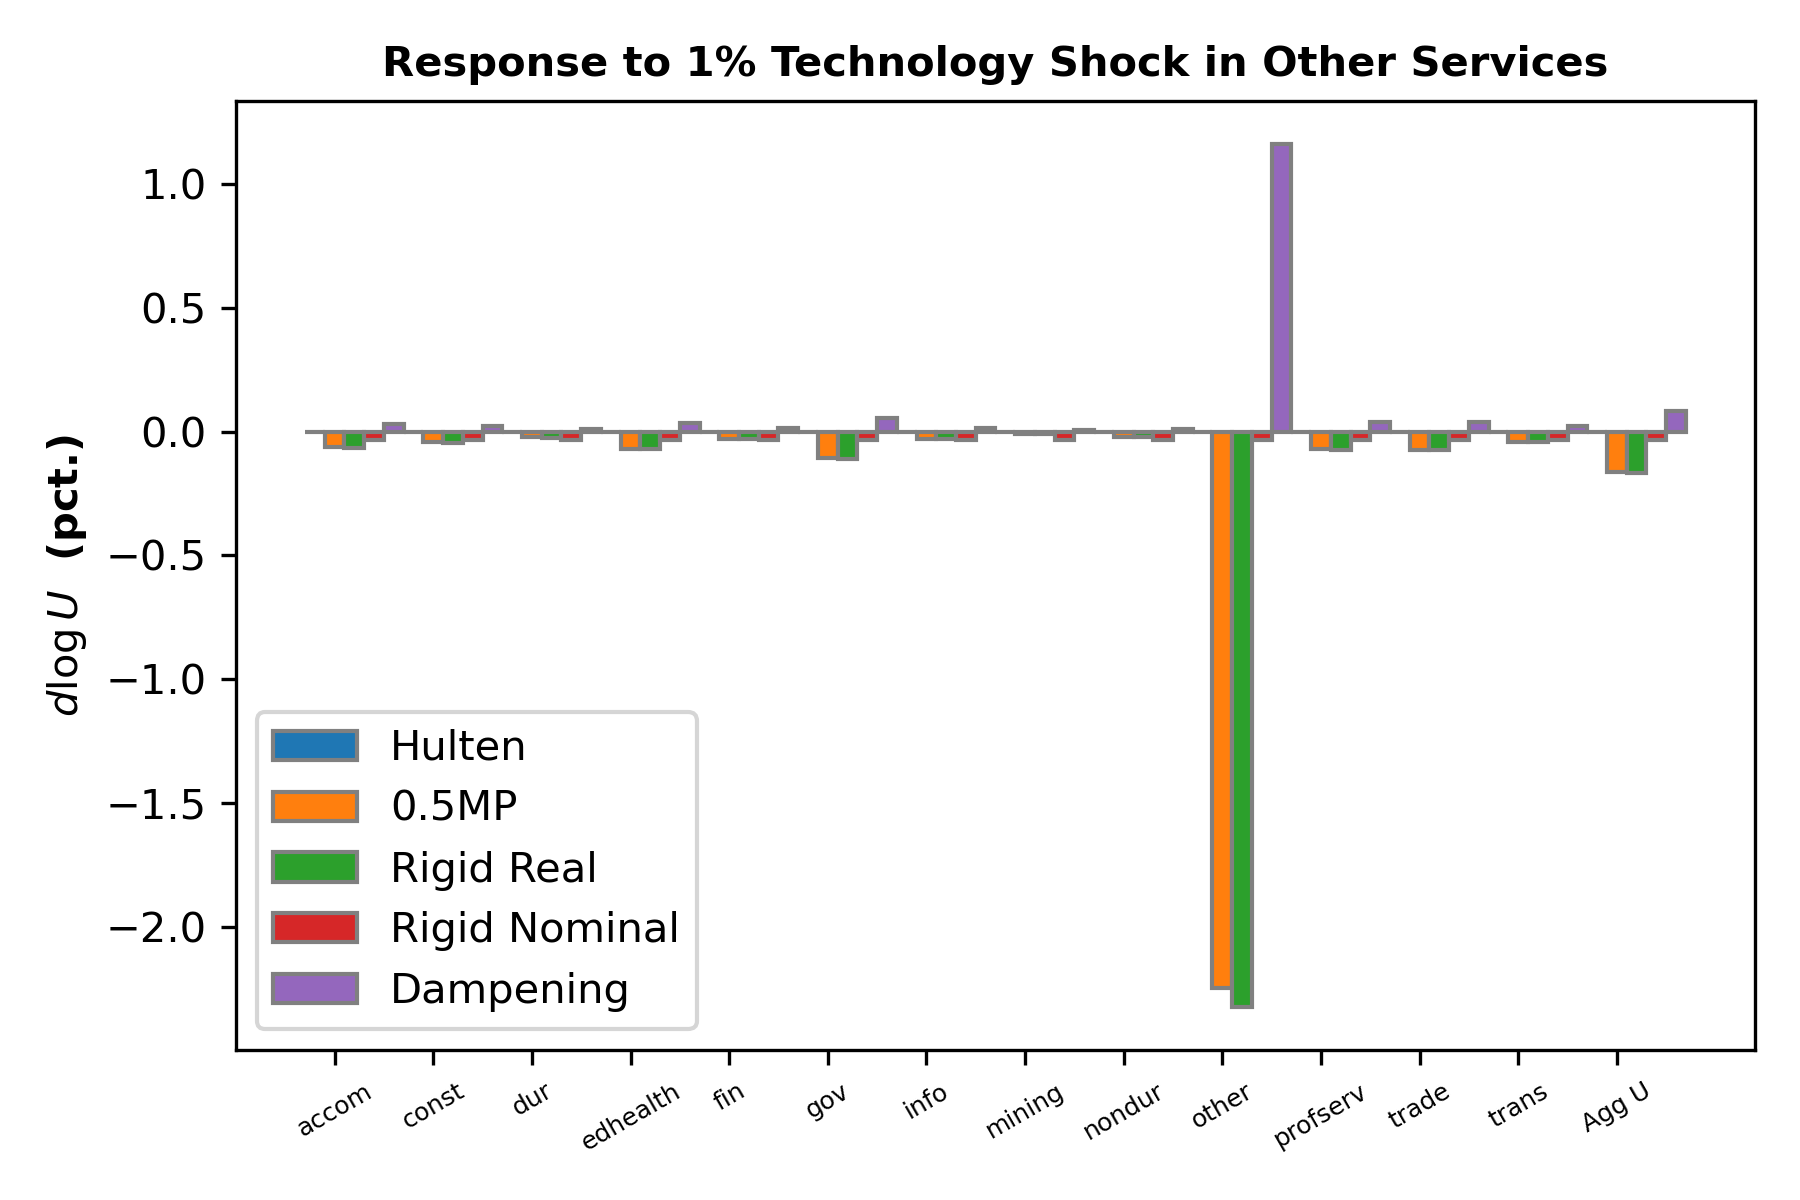 Response to 1% Technology Shock in Other Services
dlog U (pct.)
1.0
0.5
0.0
−0.5
−1.0
−1.5
−2.0
Hulten
0.5MP
Rigid Real
Rigid Nominal
Dampening
accom const dur edhealth fin gov info mining nondur other profserv trade trans Agg U